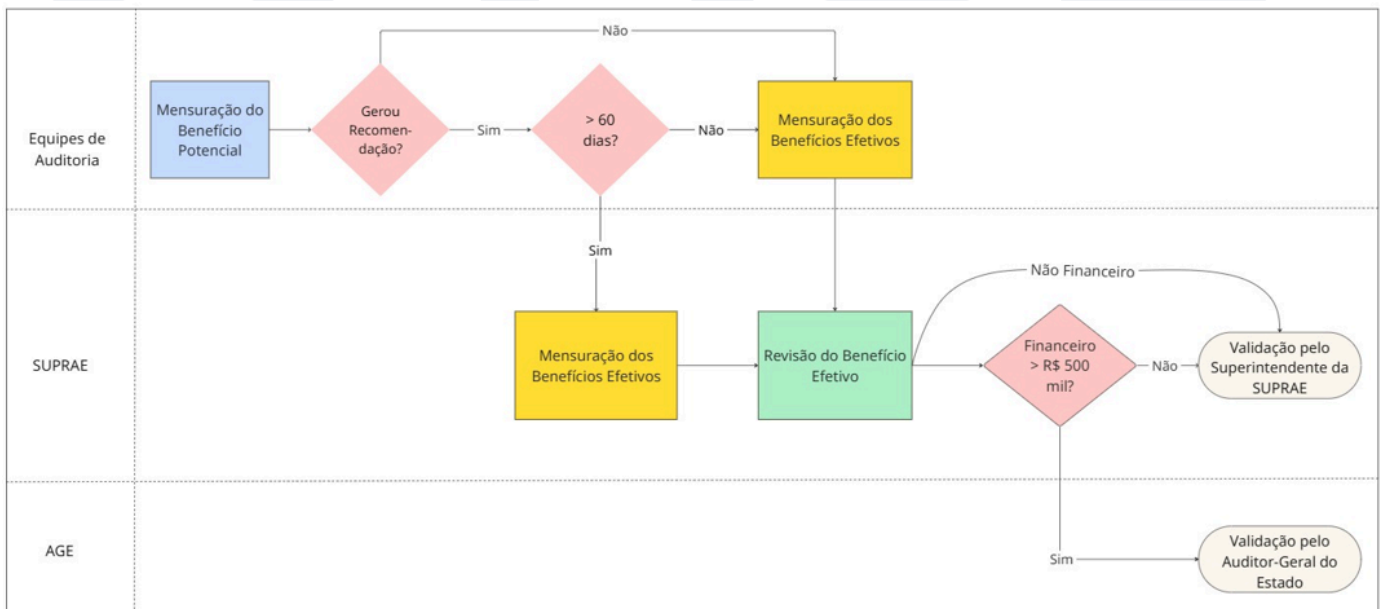 Não
Equipes de
Auditoria
Mensuração do
Benefício
Potencial
Gerou
Recomen-
dação?
Sim
> 60
dias?
Não
Mensuração dos
Benefícios Efetivos
Sim
SUPRAE
Mensuração dos
Benefícios Efetivos
Revisão do Benefício
Efetivo
Não Financeiro
Financeiro
> R$ 500
mil?
Não
Validação pelo
Superintendente da
SUPRAE
AGE
Sim
Validação pelo
Auditor-Geral do
Estado